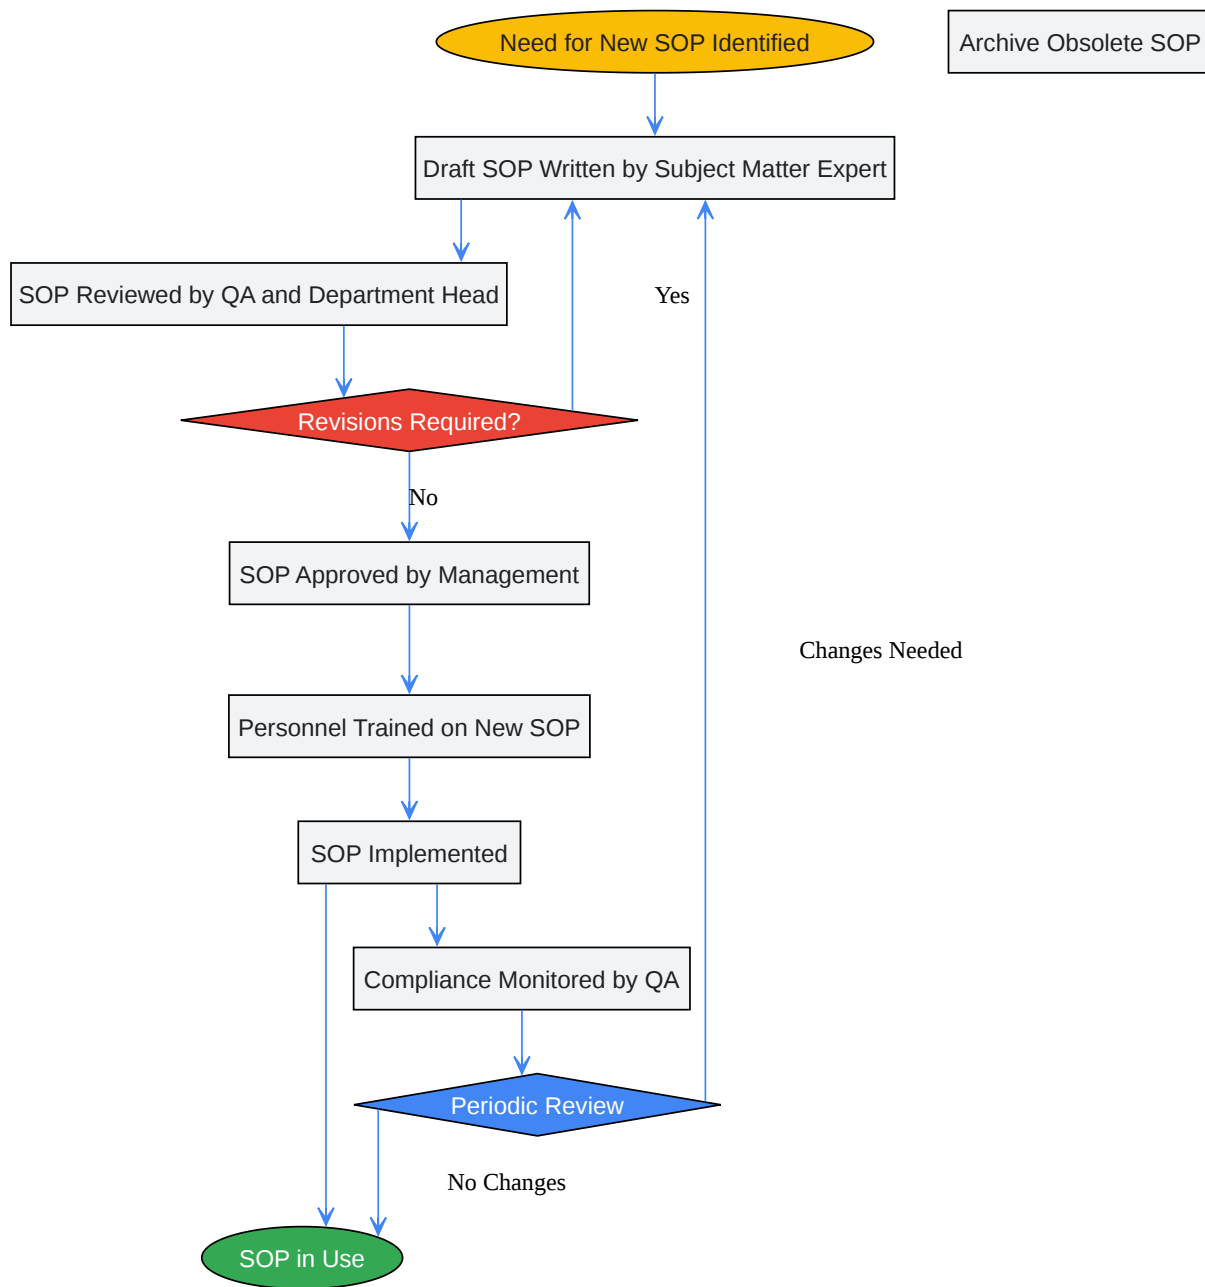 Need for New SOP Identified
Archive Obsolete SOP
Draft SOP Written by Subject Matter Expert
SOP Reviewed by QA and Department Head
Yes
Revisions Required?
No
SOP Approved by Management
Changes Needed
Personnel Trained on New SOP
SOP Implemented
Compliance Monitored by QA
Periodic Review
No Changes
SOP in Use